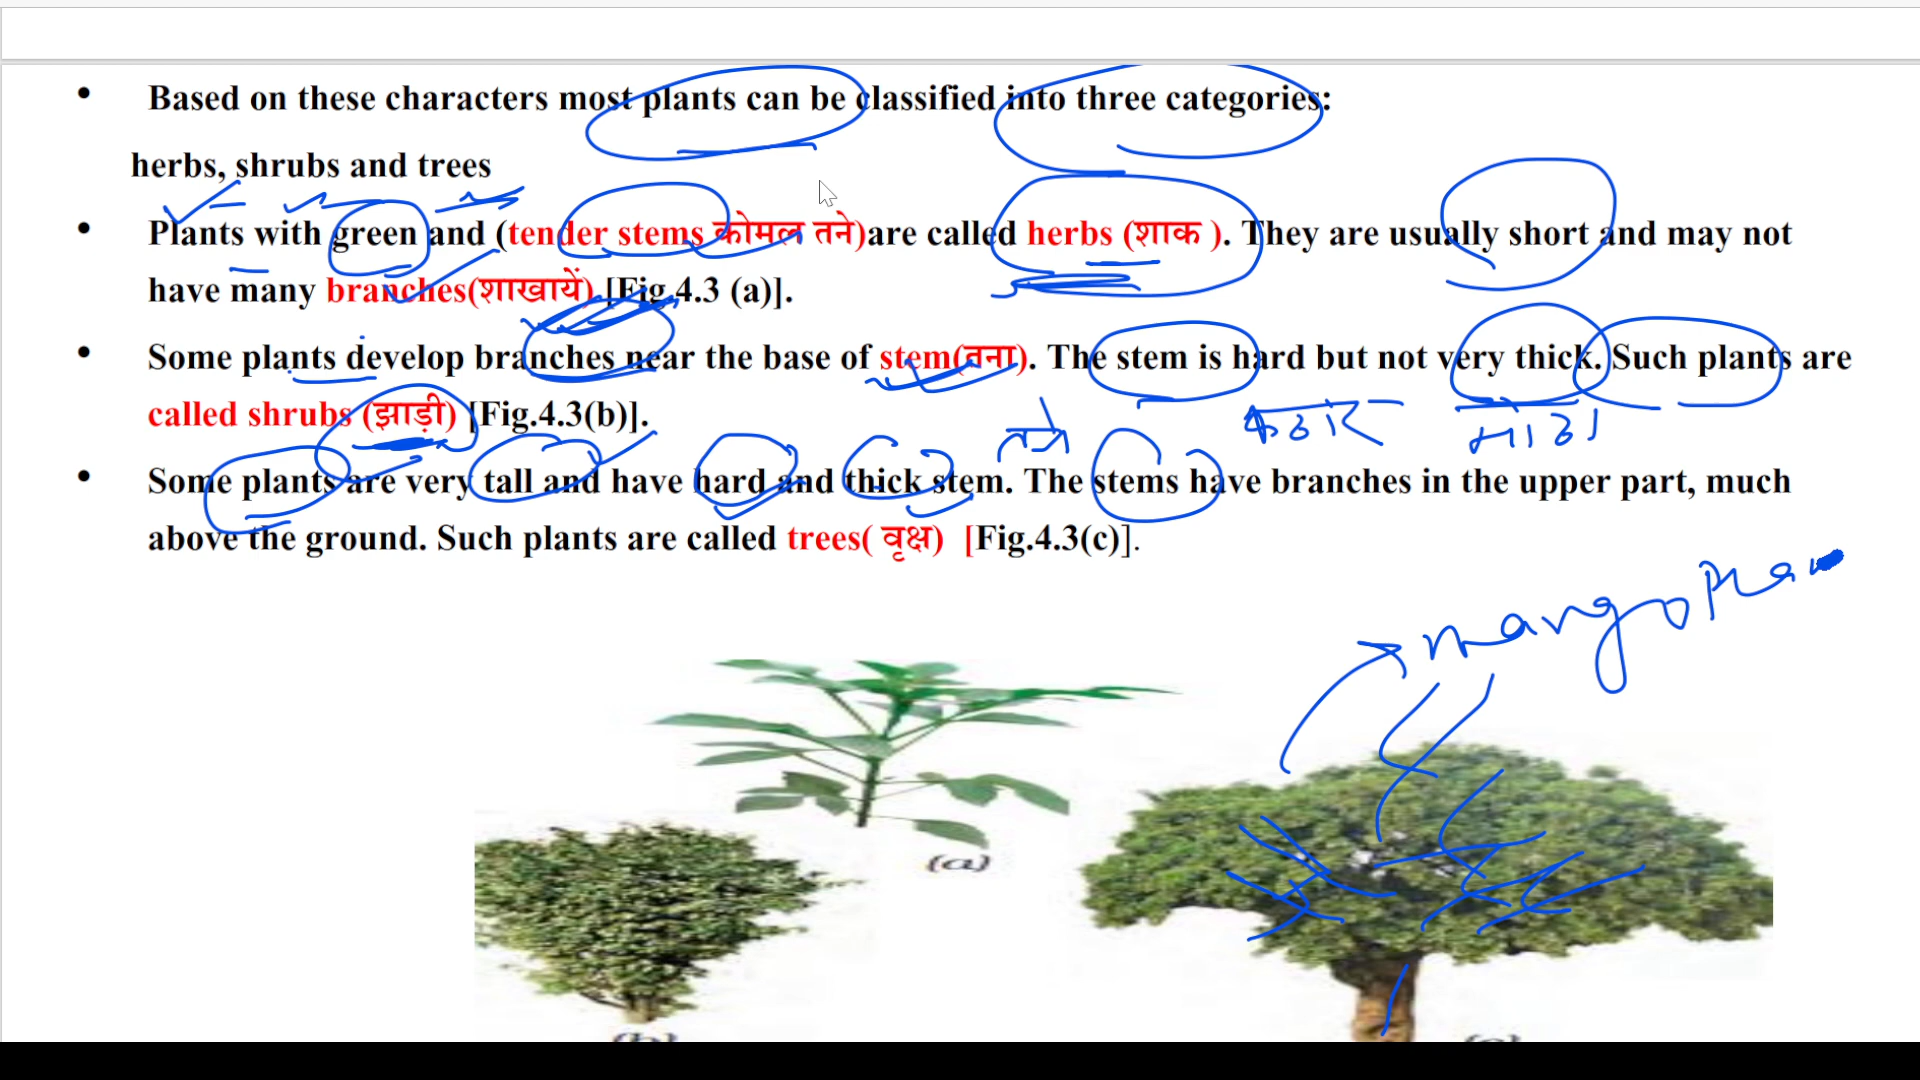 • Based on these characters most plants can be classified into three categories:
herbs, shrubs and trees
• Plants with green and (tender stems कोमल तने)are called herbs (शाक ). They are usually short and may not
have many branches(शाखायें) [Fig.4.3 (a)].
• Some plants develop branches near the base of stem(तना). The stem is hard but not very thick. Such plants are
called shrubs (झाड़ी) [Fig.4.3(b)].
तने कठोर मोटा
• Some plants are very tall and have hard and thick stem. The stems have branches in the upper part, much
above the ground. Such plants are called trees( वृक्ष) [Fig.4.3(c)].
mango
(a)